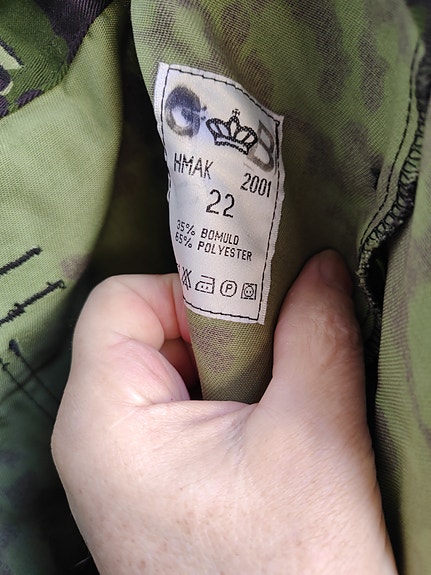 G B
HMAK 2001
22
35% BOMULD
65% POLYESTER
P